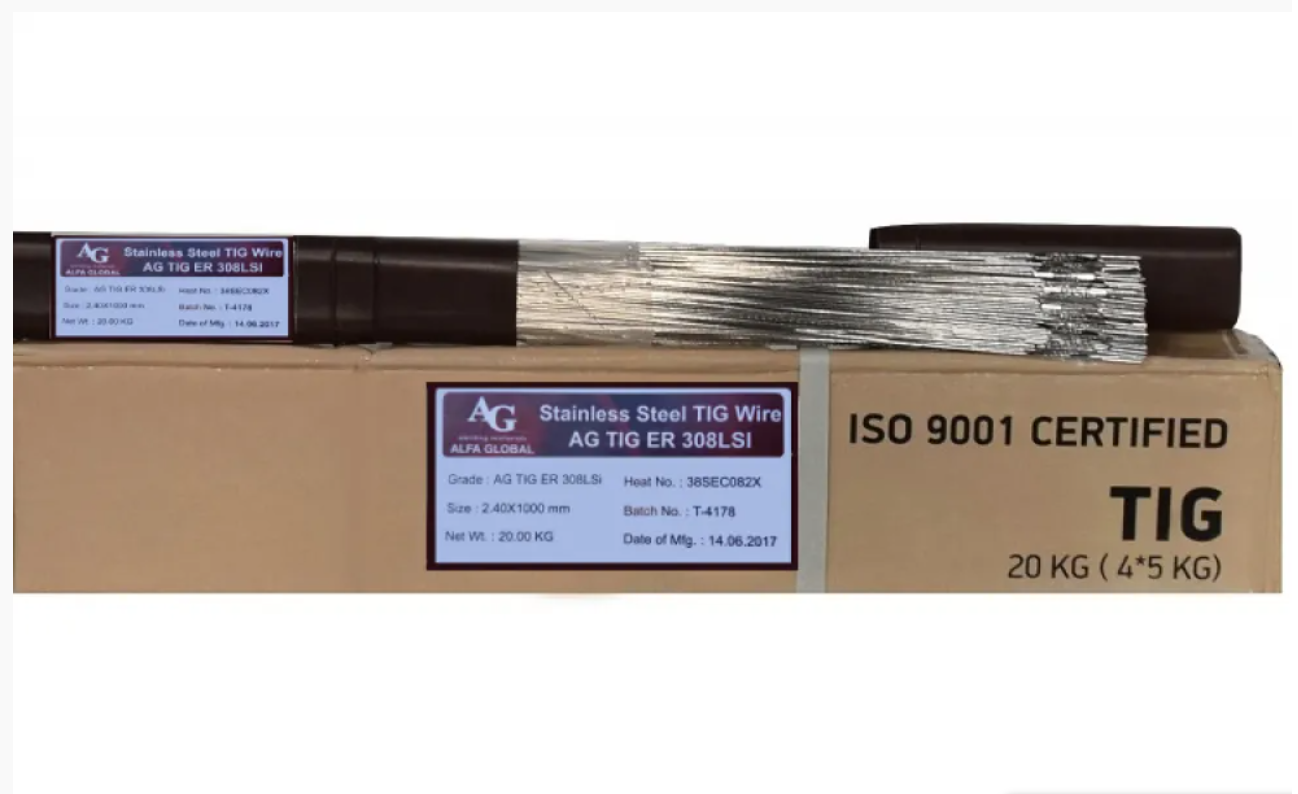 AG
ALFA GLOBAL
Stainless Steel TIG Wire
AG TIG ER 308LSI
Grade : AG TIG ER 308LSi
Heat No. : 38SEC082X
Size : 2.40X1000 mm
Batch No. : T-4178
Net Wt. : 20.00 KG
Date of Mfg. : 14.06.2017
AG
welding materials
ALFA GLOBAL
Stainless Steel TIG Wire
AG TIG ER 308LSI
Grade : AG TIG ER 308LSi
Heat No. : 38SEC082X
Size : 2.40X1000 mm
Batch No. : T-4178
Net Wt. : 20.00 KG
Date of Mfg. : 14.06.2017
ISO 9001 CERTIFIED
TIG
20 KG ( 4*5 KG)